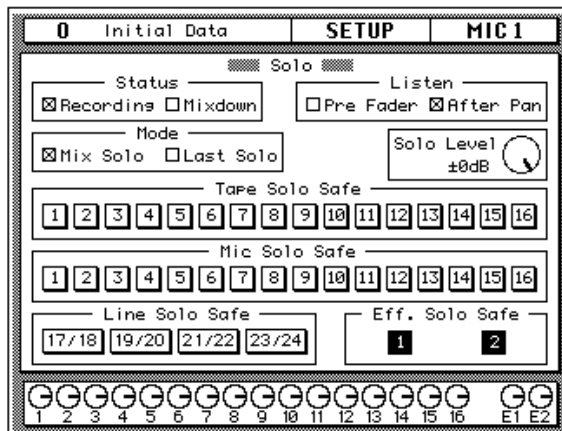 0 Initial Data SETUP MIC 1
Solo
Status Listen
Recording Mixdown Pre Fader After Pan
Mode
Mix Solo Last Solo
Solo Level
±0dB
Tape Solo Safe
1 2 3 4 5 6 7 8 9 10 11 12 13 14 15 16
Mic Solo Safe
1 2 3 4 5 6 7 8 9 10 11 12 13 14 15 16
Line Solo Safe Eff. Solo Safe
17/18 19/20 21/22 23/24 1 2
1 2 3 4 5 6 7 8 9 10 11 12 13 14 15 16 E1 E2